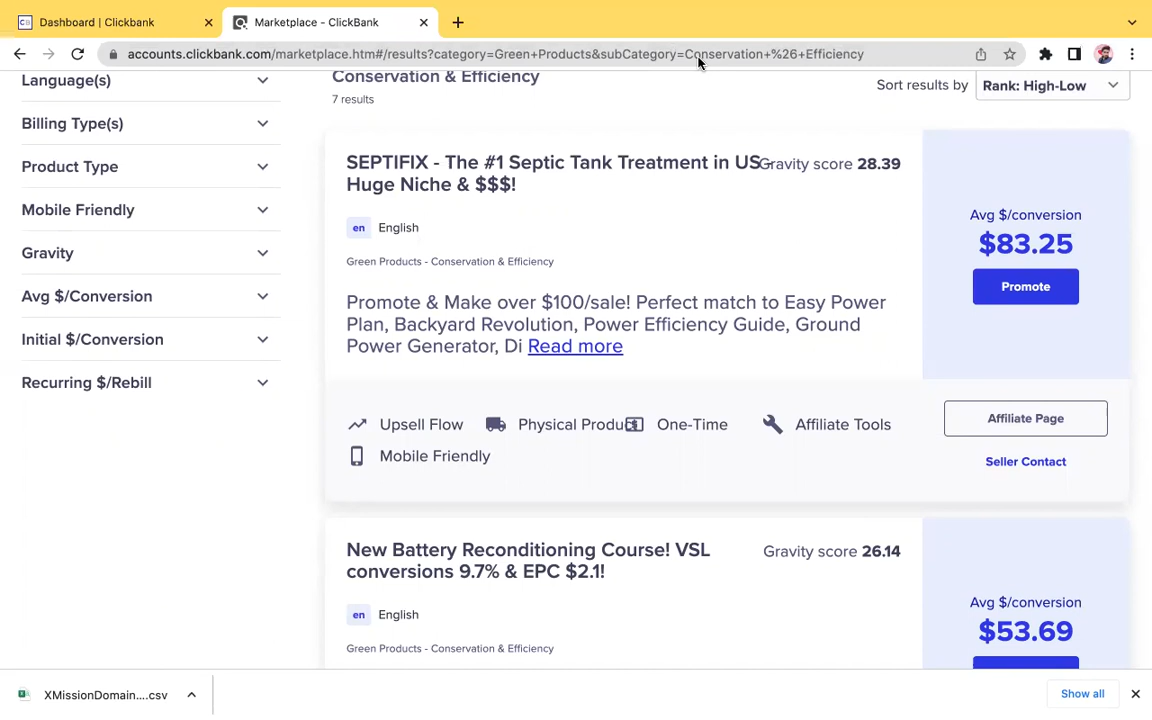 Dashboard | Clickbank
Marketplace - ClickBank
accounts.clickbank.com/marketplace.htm#/results?category=Green+Products&subCategory=Conservation+%26+Efficiency
Language(s)
Billing Type(s)
Product Type
Mobile Friendly
Gravity
Avg $/Conversion
Initial $/Conversion
Recurring $/Rebill
Conservation & Efficiency
7 results
Sort results by Rank: High-Low
SEPTIFIX - The #1 Septic Tank Treatment in US -
Huge Niche & $$$!
Gravity score 28.39
en English
Green Products - Conservation & Efficiency
Promote & Make over $100/sale! Perfect match to Easy Power
Plan, Backyard Revolution, Power Efficiency Guide, Ground
Power Generator, Di Read more
Avg $/conversion
$83.25
Promote
Upsell Flow Physical Produ One-Time Affiliate Tools
Mobile Friendly
Affiliate Page
Seller Contact
New Battery Reconditioning Course! VSL
conversions 9.7% & EPC $2.1!
Gravity score 26.14
en English
Green Products - Conservation & Efficiency
Avg $/conversion
$53.69
XMissionDomain....csv
Show all